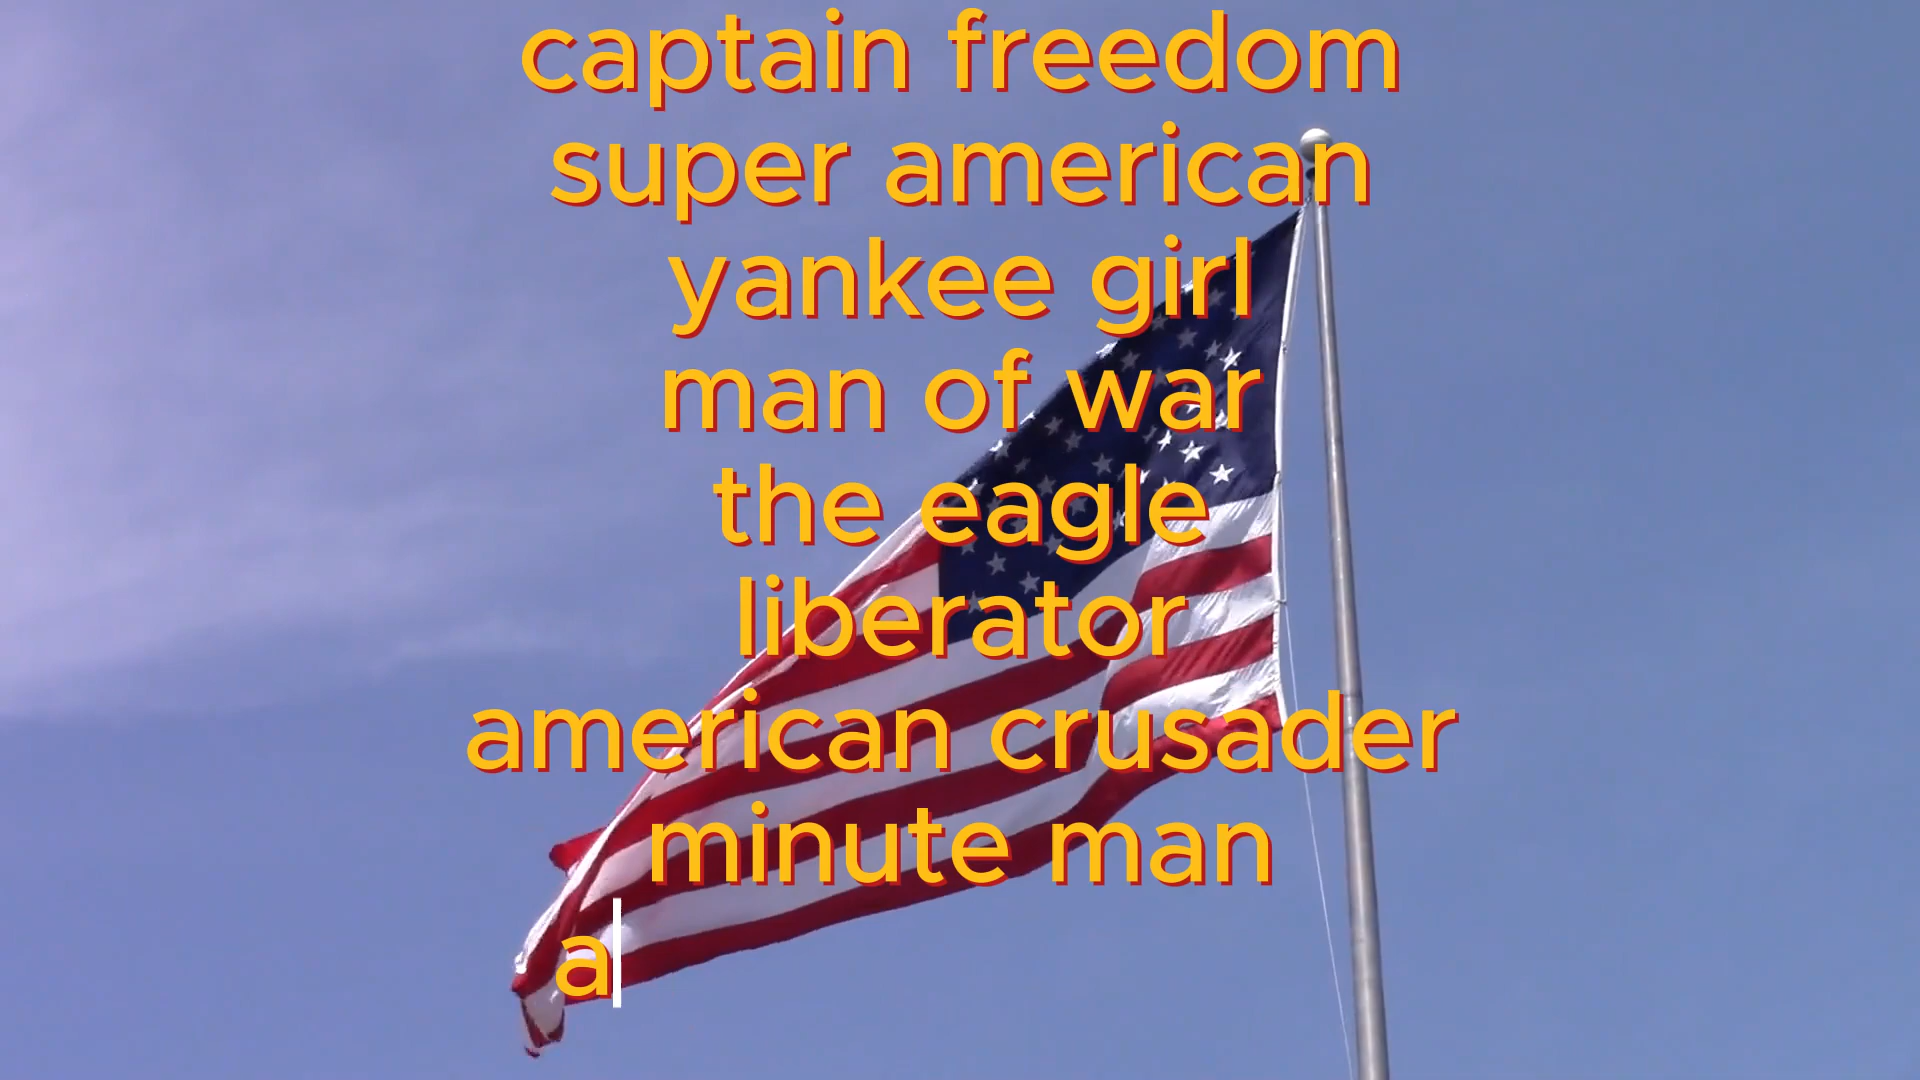 captain freedom
super american
yankee girl
man of war
the eagle
liberator
american crusader
minute man
a